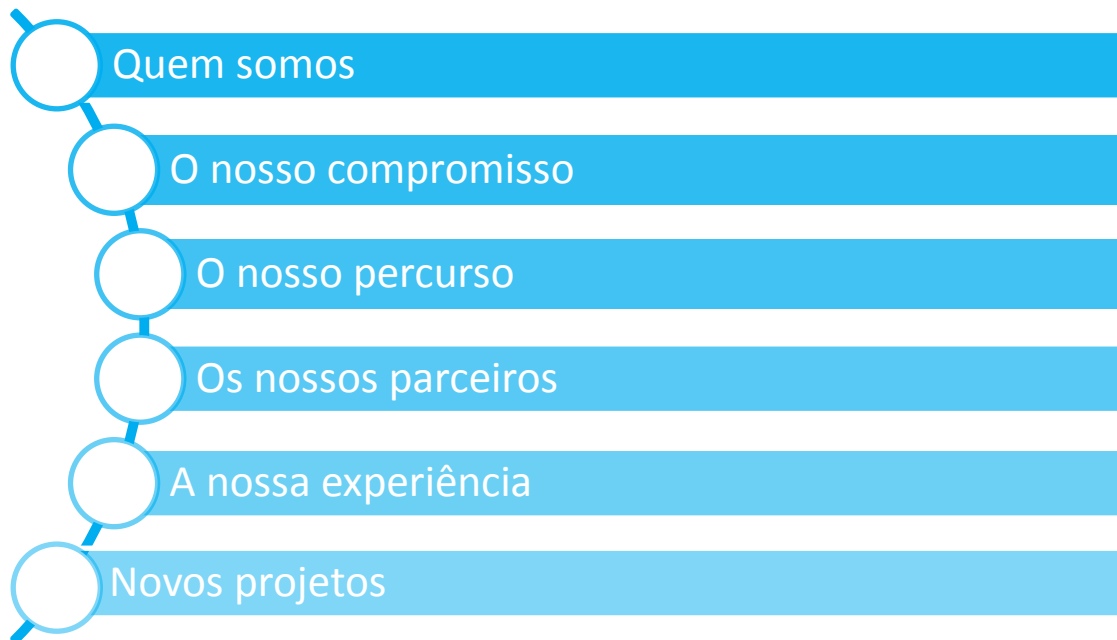 Quem somos
O nosso compromisso
O nosso percurso
Os nossos parceiros
A nossa experiência
Novos projetos